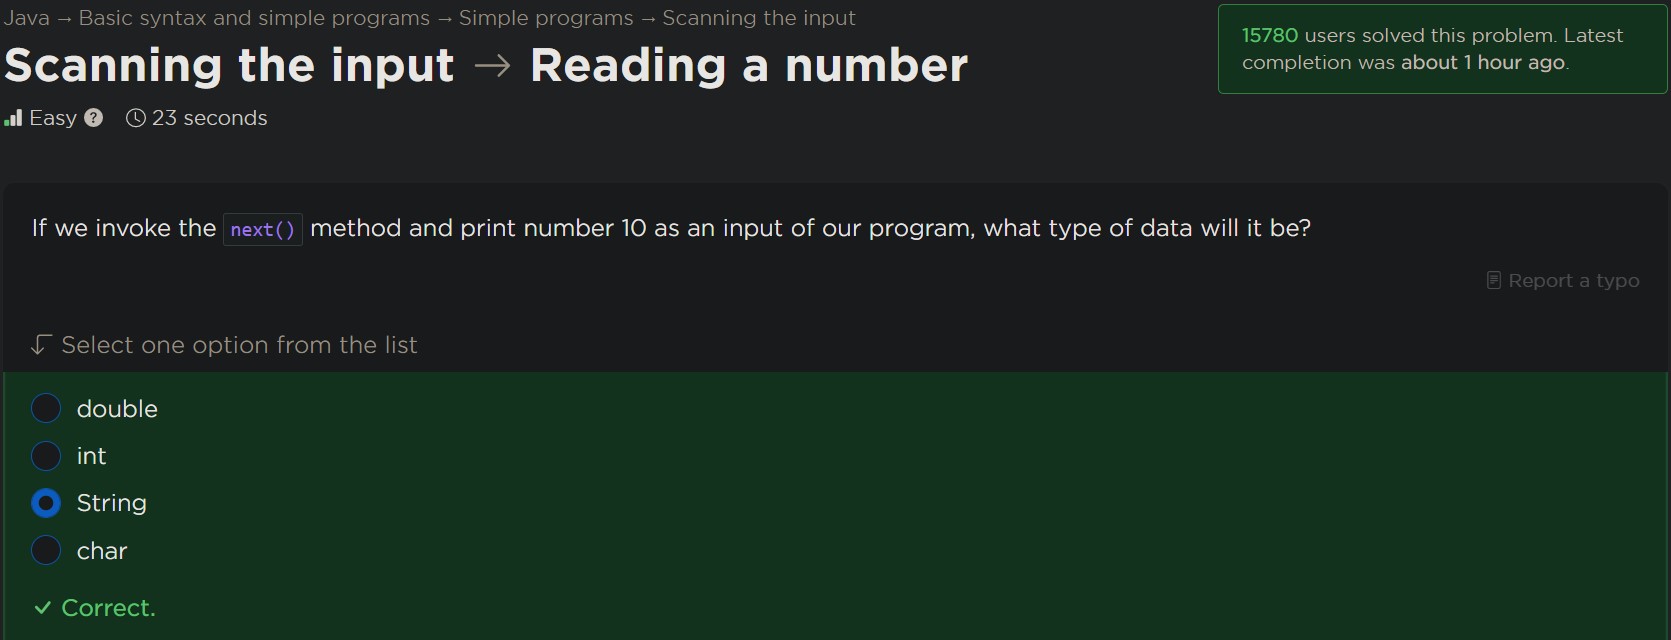 Java → Basic syntax and simple programs → Simple programs → Scanning the input
Scanning the input → Reading a number
15780 users solved this problem. Latest
completion was about 1 hour ago.
Easy ? 23 seconds
If we invoke the next() method and print number 10 as an input of our program, what type of data will it be?
Report a typo
Select one option from the list
double
int
String
char
✓ Correct.